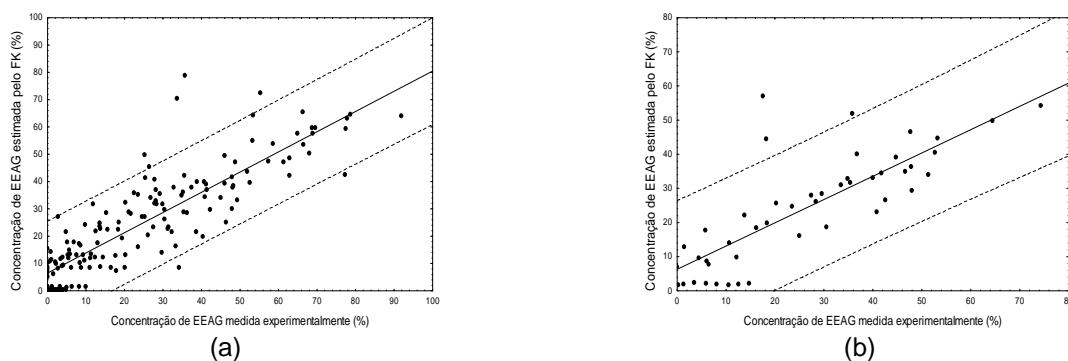 Concentração de EEAG estimada pelo FK (%)
100
90
80
70
60
50
40
30
20
10
0
0 10 20 30 40 50 60 70 80 90 100
Concentração de EEAG medida experimentalmente (%)
(a)
Concentração de EEAG estimada pelo FK (%)
80
70
60
50
40
30
20
10
0
0 10 20 30 40 50 60 70 80
Concentração de EEAG medida experimentalmente (%)
(b)